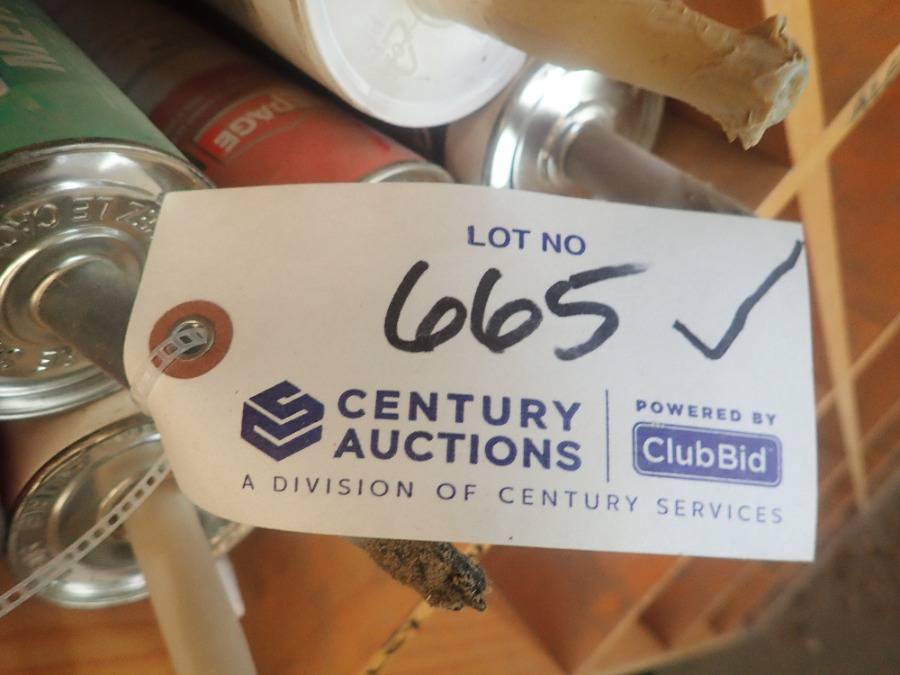 LOT NO
665 ✓
CENTURY
AUCTIONS
POWERED BY
ClubBid
A DIVISION OF CENTURY SERVICES
PAGE